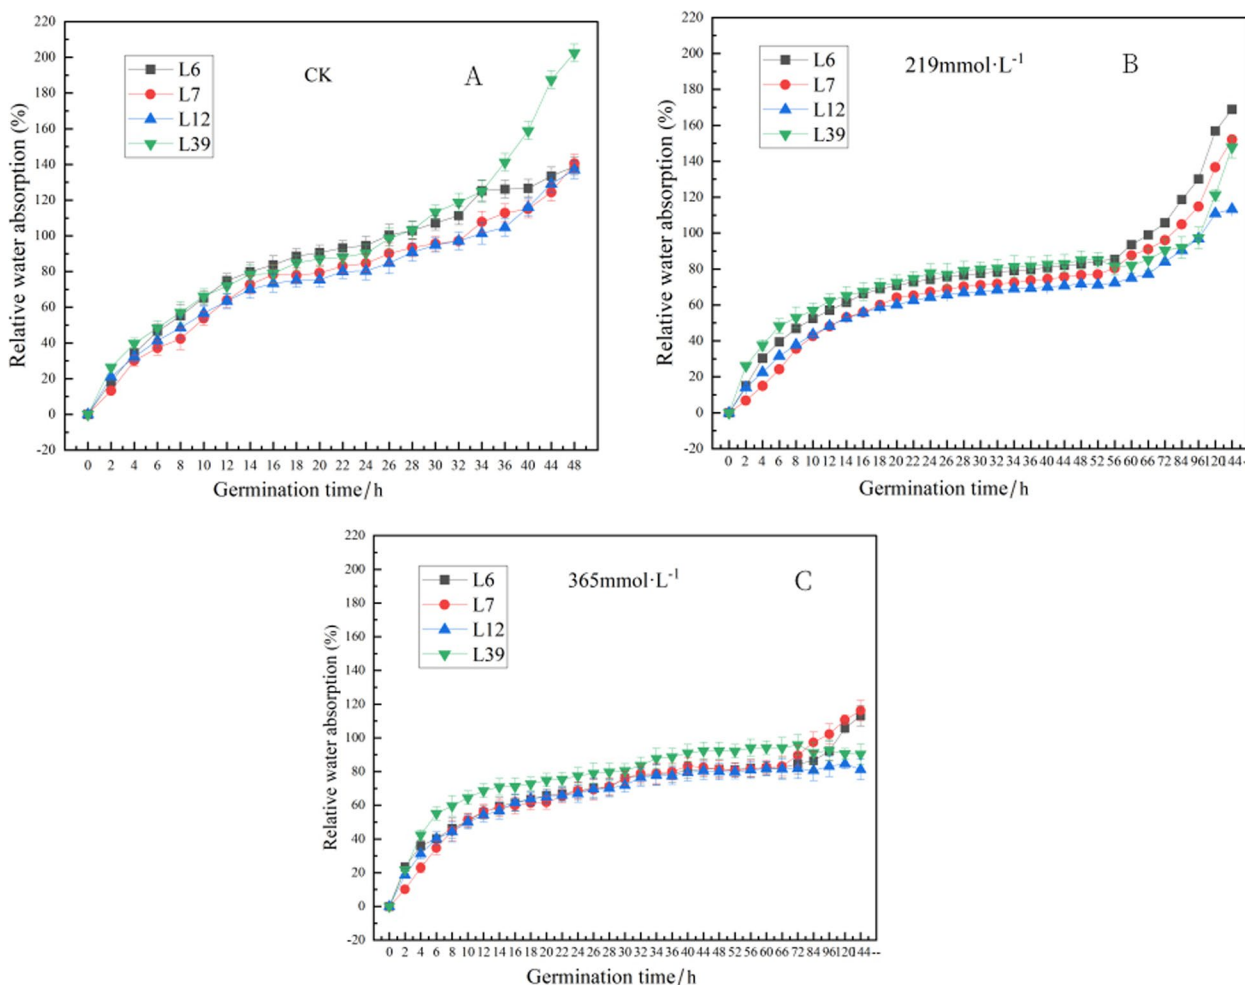 220
200
180
160
140
120
100
80
60
40
20
0
-20
Relative water absorption (%)
L6
L7
L12
L39
CK
A
0 2 4 6 8 10 12 14 16 18 20 22 24 26 28 30 32 34 36 40 44 48
Germination time/h
220
200
180
160
140
120
100
80
60
40
20
0
-20
Relative water absorption (%)
L6
L7
L12
L39
219mmol·L-1
B
0 2 4 6 8 10 12 14 16 18 20 22 24 26 28 30 32 34 36 40 44 48 52 56 60 66 72 84 96 120 144 --
Germination time/h
220
200
180
160
140
120
100
80
60
40
20
0
-20
Relative water absorption (%)
L6
L7
L12
L39
365mmol·L-1
C
0 2 4 6 8 10 12 14 16 18 20 22 24 26 28 30 32 34 36 40 44 48 52 56 60 66 72 84 96 120 144 --
Germination time/h